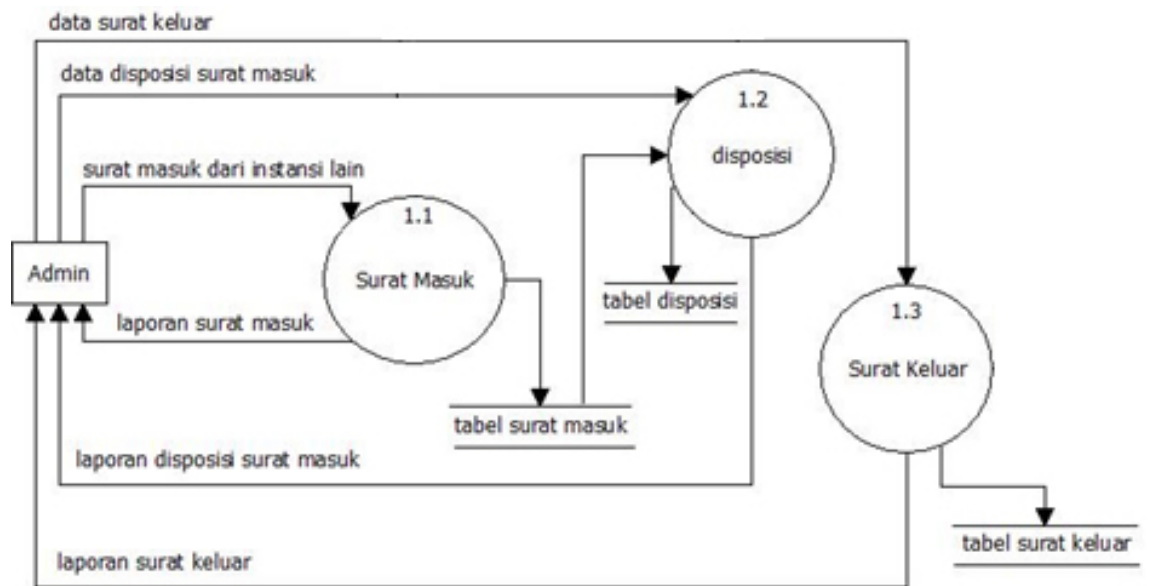 data surat keluar
data disposisi surat masuk
1.2
disposisi
surat masuk dari instansi lain
1.1
Surat Masuk
Admin
tabel disposisi
laporan surat masuk
1.3
Surat Keluar
tabel surat masuk
laporan disposisi surat masuk
tabel surat keluar
laporan surat keluar